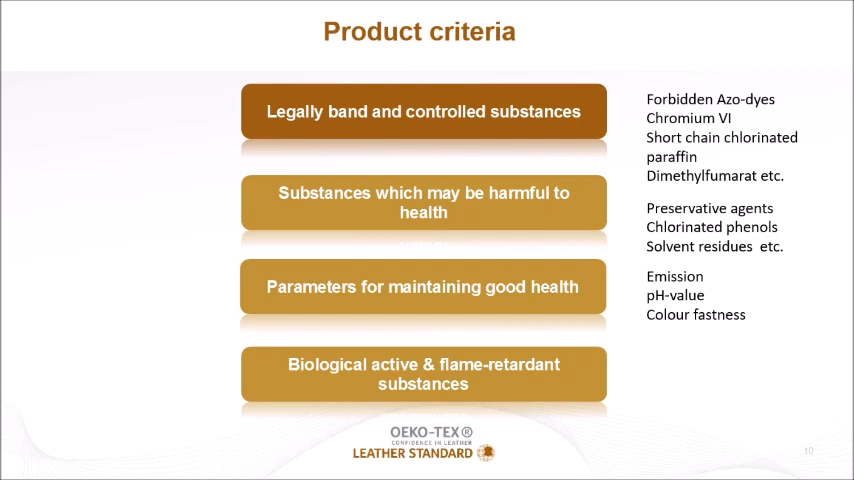 Product criteria
Legally band and controlled substances
Forbidden Azo-dyes
Chromium VI
Short chain chlorinated
paraffin
Dimethylfumarat etc.
Substances which may be harmful to
health
Preservative agents
Chlorinated phenols
Solvent residues etc.
Parameters for maintaining good health
Emission
pH-value
Colour fastness
Biological active & flame-retardant
substances
OEKO-TEX®
CONFIDENCE IN LEATHER
LEATHER STANDARD
10